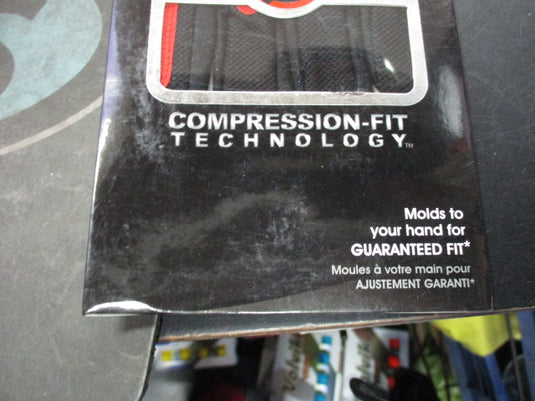 COMPRESSION-FIT
TECHNOLOGY™
Molds to
your hand for
GUARANTEED FIT*
Moules à votre main pour
AJUSTEMENT GARANTI*